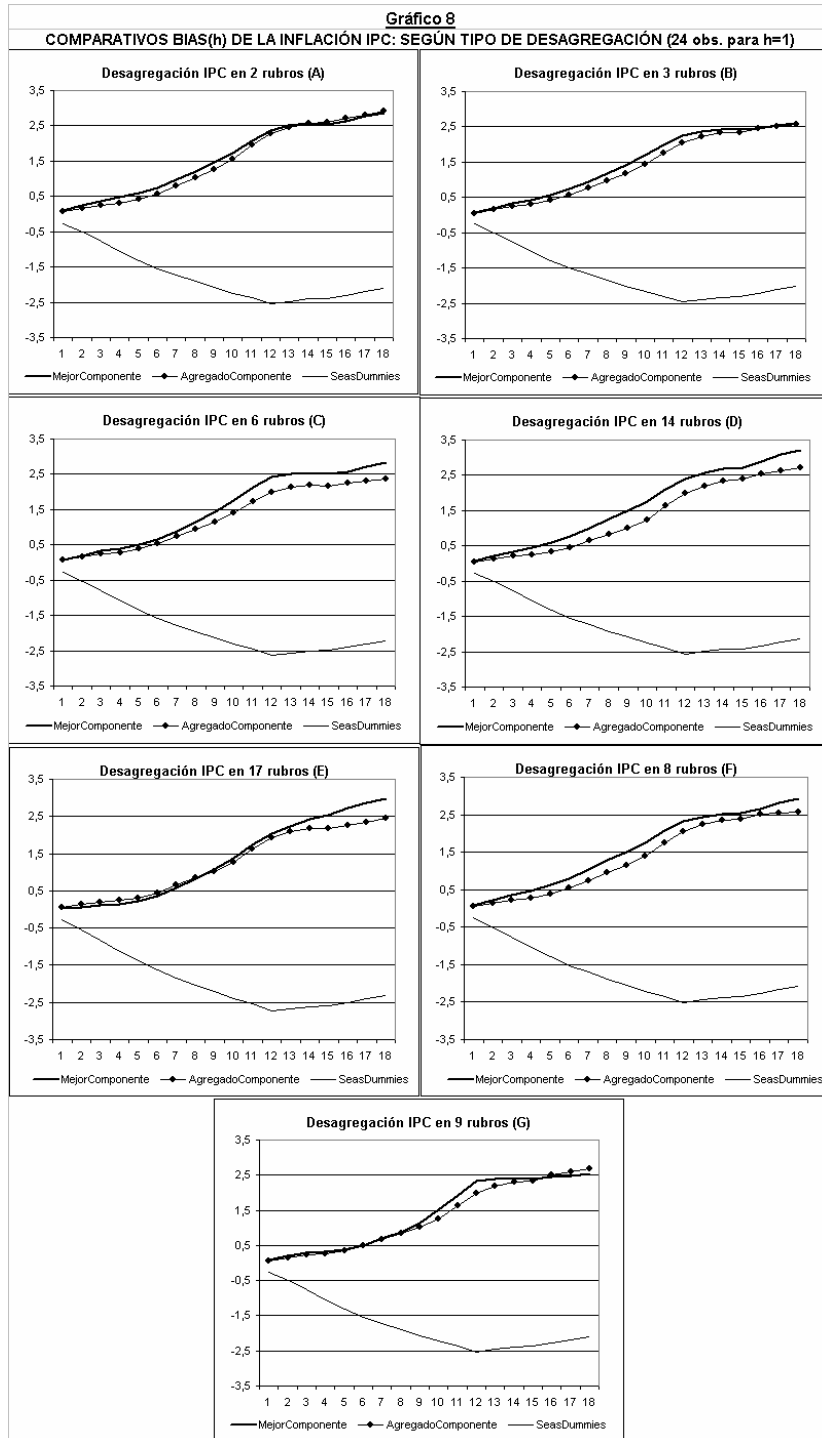 Gráfico 8
COMPARATIVOS BIAS(h) DE LA INFLACIÓN IPC: SEGÚN TIPO DE DESAGREGACIÓN (24 obs. para h=1)
Desagregación IPC en 2 rubros (A)
3,5
2,5
1,5
0,5
-0,5
-1,5
-2,5
-3,5
1 2 3 4 5 6 7 8 9 10 11 12 13 14 15 16 17 18
MejorComponente AgregadoComponente SeasDummies
Desagregación IPC en 3 rubros (B)
3,5
2,5
1,5
0,5
-0,5
-1,5
-2,5
-3,5
1 2 3 4 5 6 7 8 9 10 11 12 13 14 15 16 17 18
MejorComponente AgregadoComponente SeasDummies
Desagregación IPC en 6 rubros (C)
3,5
2,5
1,5
0,5
-0,5
-1,5
-2,5
-3,5
1 2 3 4 5 6 7 8 9 10 11 12 13 14 15 16 17 18
MejorComponente AgregadoComponente SeasDummies
Desagregación IPC en 14 rubros (D)
3,5
2,5
1,5
0,5
-0,5
-1,5
-2,5
-3,5
1 2 3 4 5 6 7 8 9 10 11 12 13 14 15 16 17 18
MejorComponente AgregadoComponente SeasDummies
Desagregación IPC en 17 rubros (E)
3,5
2,5
1,5
0,5
-0,5
-1,5
-2,5
-3,5
1 2 3 4 5 6 7 8 9 10 11 12 13 14 15 16 17 18
MejorComponente AgregadoComponente SeasDummies
Desagregación IPC en 8 rubros (F)
3,5
2,5
1,5
0,5
-0,5
-1,5
-2,5
-3,5
1 2 3 4 5 6 7 8 9 10 11 12 13 14 15 16 17 18
MejorComponente AgregadoComponente SeasDummies
Desagregación IPC en 9 rubros (G)
3,5
2,5
1,5
0,5
-0,5
-1,5
-2,5
-3,5
1 2 3 4 5 6 7 8 9 10 11 12 13 14 15 16 17 18
MejorComponente AgregadoComponente SeasDummies